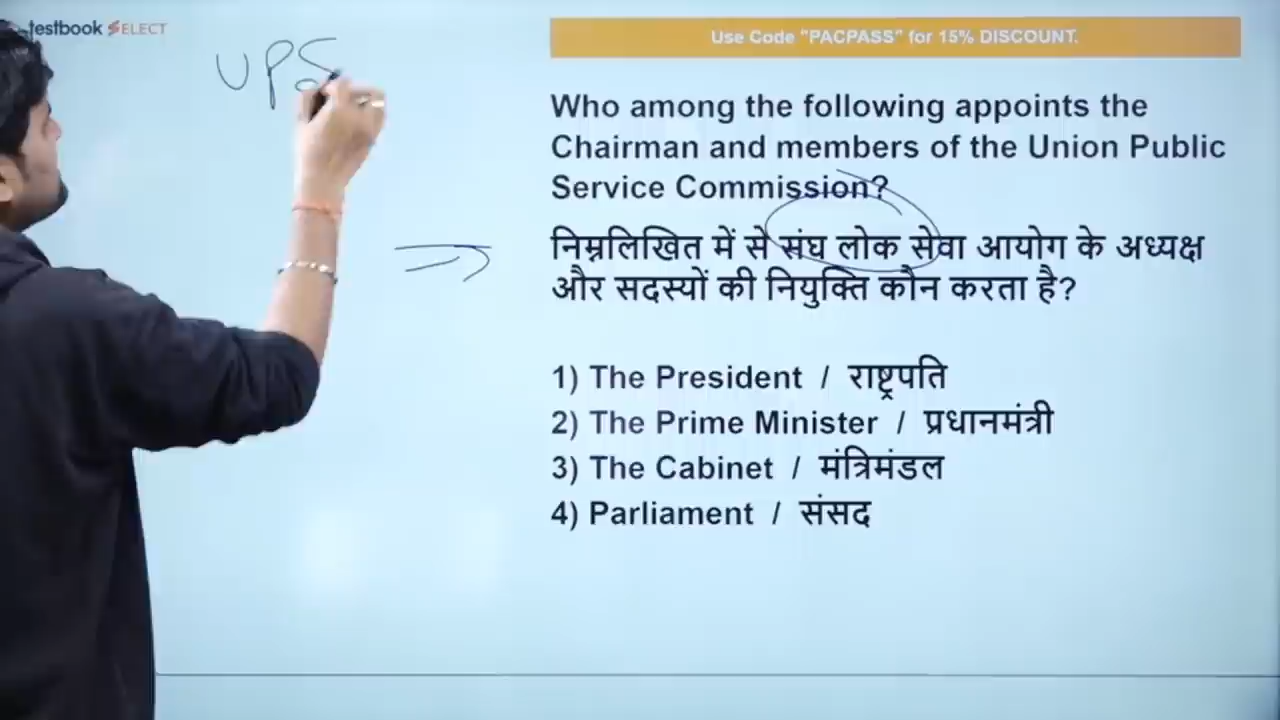 testbook SELECT
UPS
Use Code "PACPASS" for 15% DISCOUNT.
Who among the following appoints the
Chairman and members of the Union Public
Service Commission?
निम्नलिखित में से संघ लोक सेवा आयोग के अध्यक्ष
और सदस्यों की नियुक्ति कौन करता है?
1) The President / राष्ट्रपति
2) The Prime Minister / प्रधानमंत्री
3) The Cabinet / मंत्रिमंडल
4) Parliament / संसद